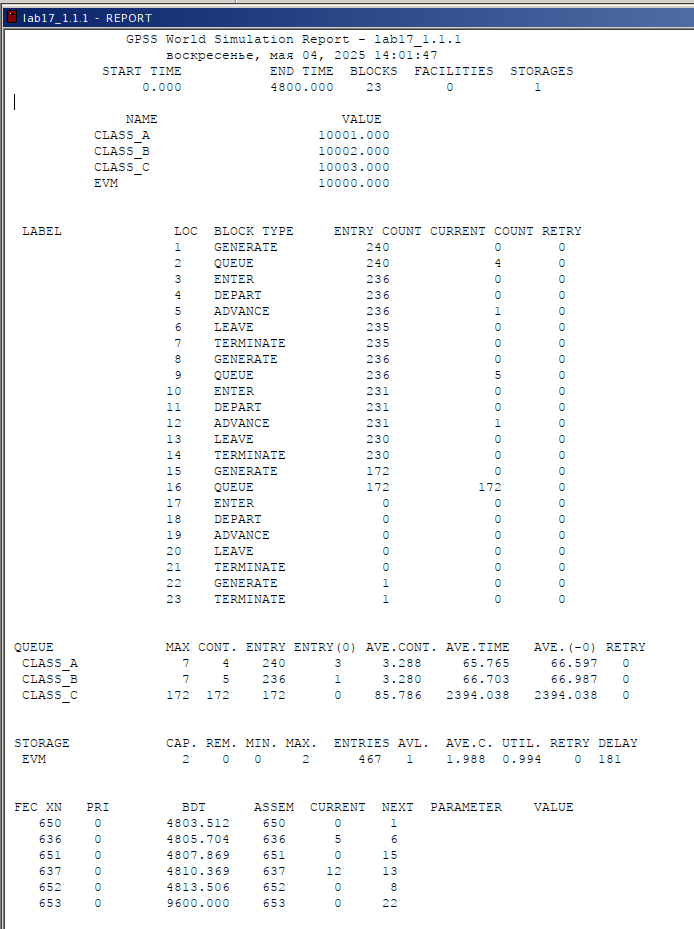 lab17_1.1.1 - REPORT
GPSS World Simulation Report - lab17_1.1.1
воскресенье, мая 04, 2025 14:01:47
START TIME END TIME BLOCKS FACILITIES STORAGES
0.000 4800.000 23 0 1
NAME VALUE
CLASS_A 10001.000
CLASS_B 10002.000
CLASS_C 10003.000
EVM 10000.000
LABEL LOC BLOCK TYPE ENTRY COUNT CURRENT COUNT RETRY
1 GENERATE 240 0 0
2 QUEUE 240 4 0
3 ENTER 236 0 0
4 DEPART 236 0 0
5 ADVANCE 236 1 0
6 LEAVE 235 0 0
7 TERMINATE 235 0 0
8 GENERATE 236 0 0
9 QUEUE 236 5 0
10 ENTER 231 0 0
11 DEPART 231 0 0
12 ADVANCE 231 1 0
13 LEAVE 230 0 0
14 TERMINATE 230 0 0
15 GENERATE 172 0 0
16 QUEUE 172 172 0
17 ENTER 0 0 0
18 DEPART 0 0 0
19 ADVANCE 0 0 0
20 LEAVE 0 0 0
21 TERMINATE 0 0 0
22 GENERATE 1 0 0
23 TERMINATE 1 0 0
QUEUE MAX CONT. ENTRY ENTRY(0) AVE.CONT. AVE.TIME AVE.(-0) RETRY
CLASS_A 7 4 240 3 3.288 65.765 66.597 0
CLASS_B 7 5 236 1 3.280 66.703 66.987 0
CLASS_C 172 172 172 0 85.786 2394.038 2394.038 0
STORAGE CAP. REM. MIN. MAX. ENTRIES AVL. AVE.C. UTIL. RETRY DELAY
EVM 2 0 0 2 467 1 1.988 0.994 0 181
FEC XN PRI BDT ASSEM CURRENT NEXT PARAMETER VALUE
650 0 4803.512 650 0 1
636 0 4805.704 636 5 6
651 0 4807.869 651 0 15
637 0 4810.369 637 12 13
652 0 4813.506 652 0 8
653 0 9600.000 653 0 22